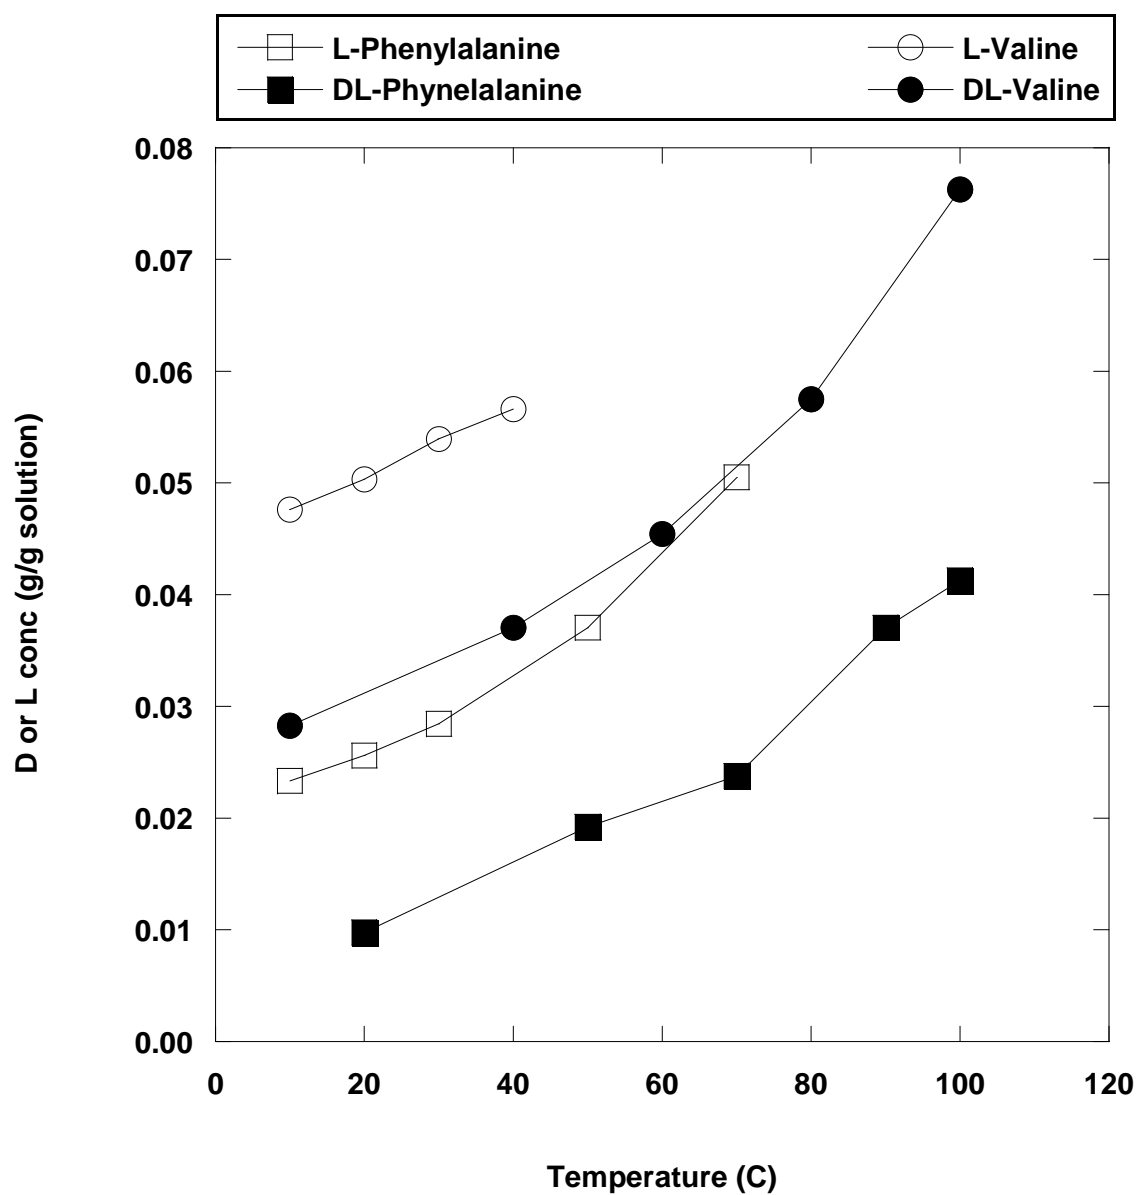 L-Phenylalanine
L-Valine
DL-Phynelalanine
DL-Valine
0.08
0.07
0.06
0.05
0.04
0.03
0.02
0.01
0.00
0
20
40
60
80
100
120
D or L conc (g/g solution)
Temperature (C)